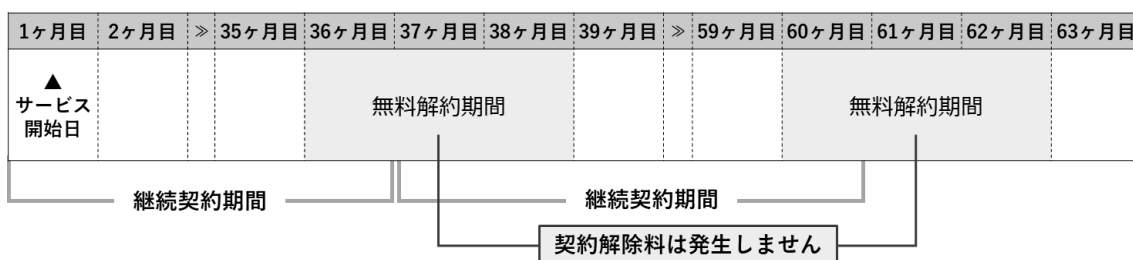 1ヶ月目 2ヶ月目 ≫ 35ヶ月目 36ヶ月目 37ヶ月目 38ヶ月目 39ヶ月目 ≫ 59ヶ月目 60ヶ月目 61ヶ月目 62ヶ月目 63ヶ月目
▲
サービス
開始日
無料解約期間 無料解約期間
継続契約期間 継続契約期間
契約解除料は発生しません